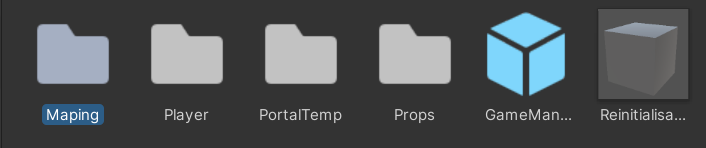 Maping
Player
PortalTemp
Props
GameMan...
Reinitialisa...